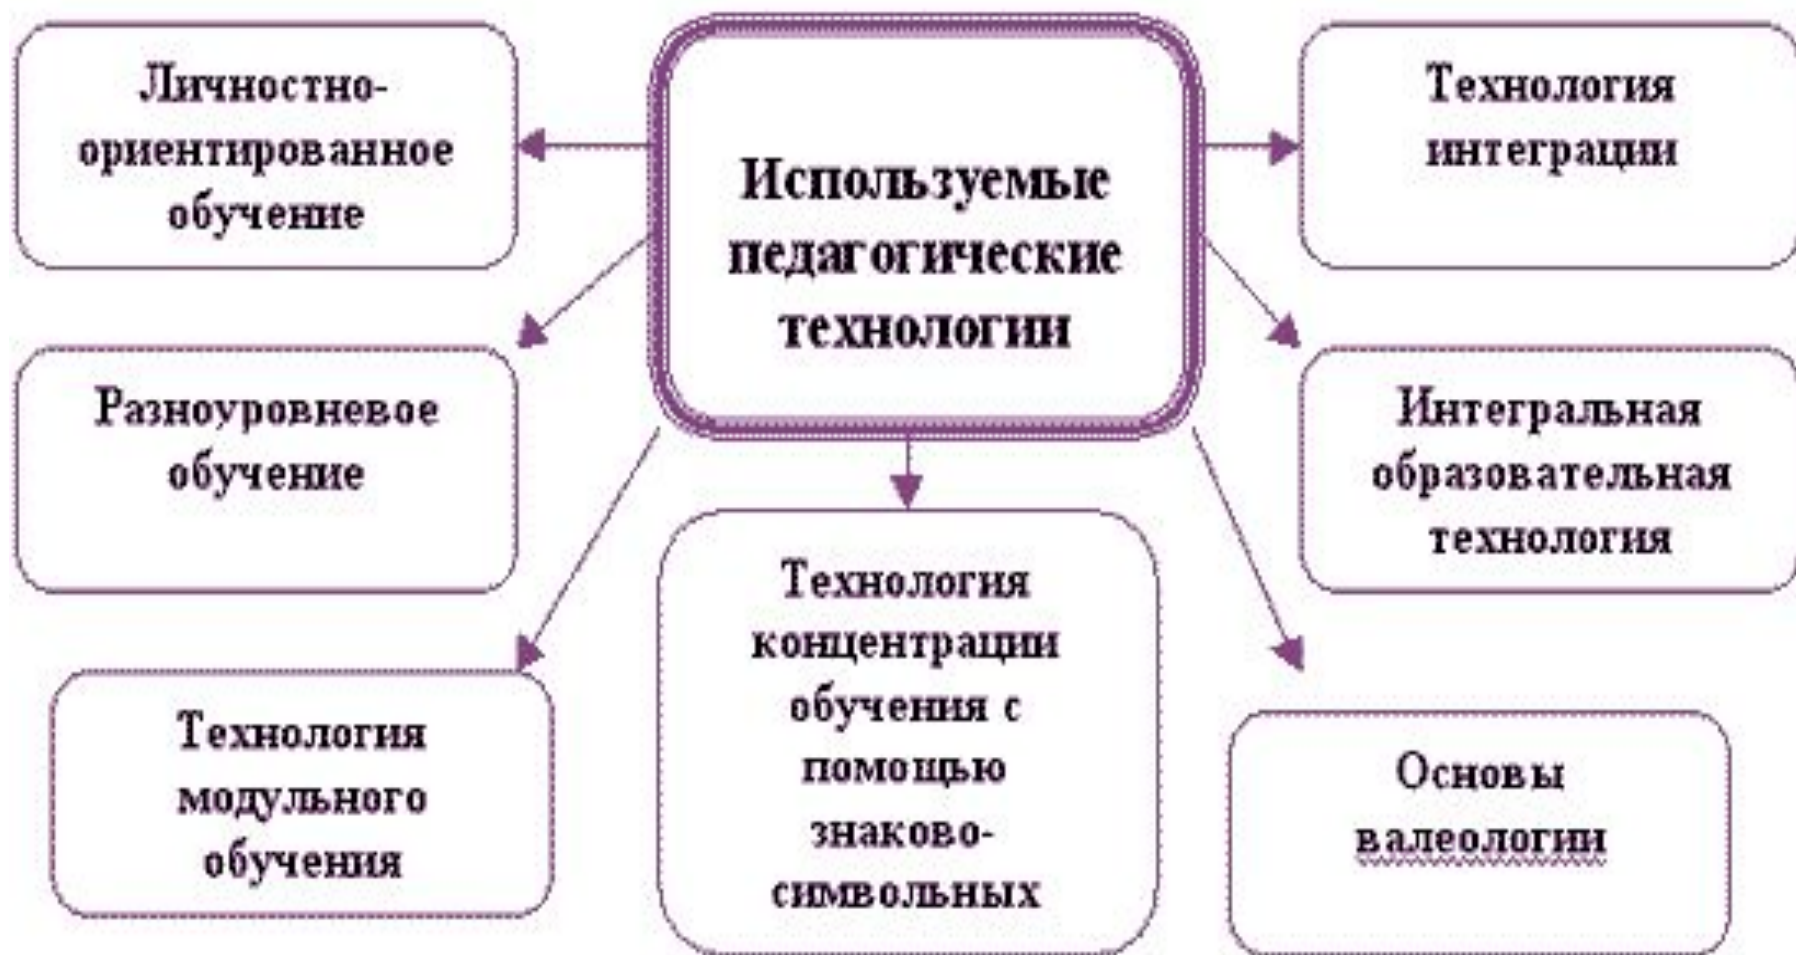 Личностно-
ориентированное
обучение
Используемые
педагогические
технологии
Технология
интеграции
Разноуровневое
обучение
Интегральная
образовательная
технология
Технология
модульного
обучения
Технология
концентрации
обучения с
помощью
знаково-
символьных
Основы
валеологии